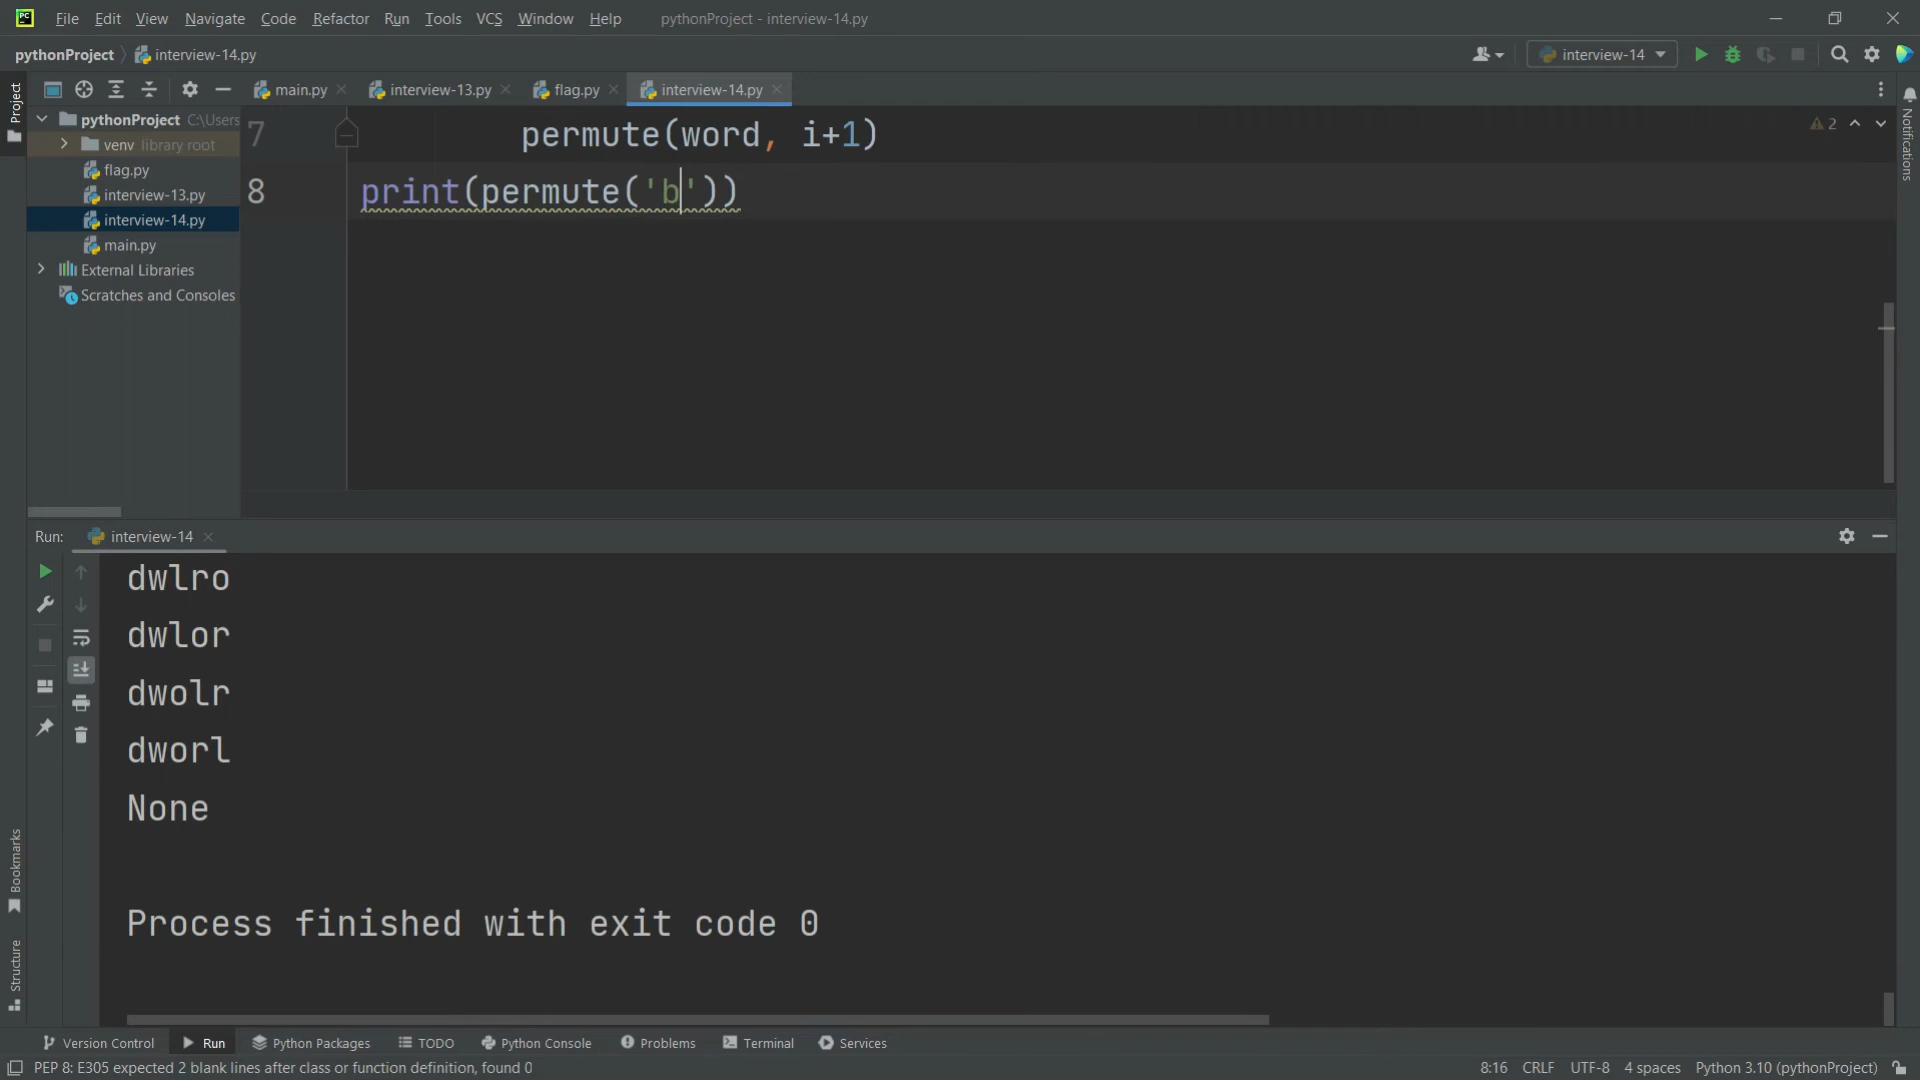 PC File Edit View Navigate Code Refactor Run Tools VCS Window Help pythonProject - interview-14.py
pythonProject interview-14.py interview-14
Project
main.py interview-13.py flag.py interview-14.py
pythonProject C:\Users
venv library root
flag.py
interview-13.py
interview-14.py
main.py
External Libraries
Scratches and Consoles
7 permute(word, i+1)
8 print(permute('b'))
2
Notifications
Run: interview-14
dwlro
dwlor
dwolr
dworl
None
Process finished with exit code 0
Bookmarks
Structure
Version Control Run Python Packages TODO Python Console Problems Terminal Services
PEP 8: E305 expected 2 blank lines after class or function definition, found 0 8:16 CRLF UTF-8 4 spaces Python 3.10 (pythonProject)